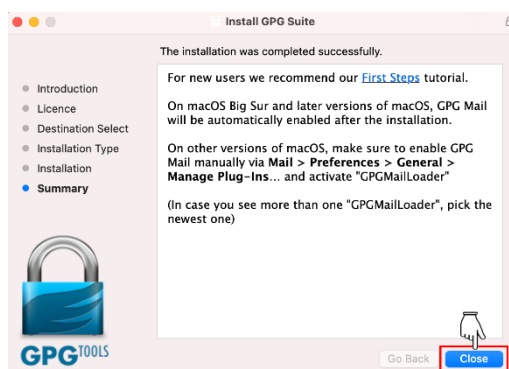 Install GPG Suite
The installation was completed successfully.
Introduction
Licence
Destination Select
Installation Type
Installation
Summary
For new users we recommend our First Steps tutorial.
On macOS Big Sur and later versions of macOS, GPG Mail
will be automatically enabled after the installation.
On other versions of macOS, make sure to enable GPG
Mail manually via Mail > Preferences > General >
Manage Plug-Ins... and activate "GPGMailLoader"
(In case you see more than one "GPGMailLoader", pick the
newest one)
GPGTOOLS
Go Back
Close